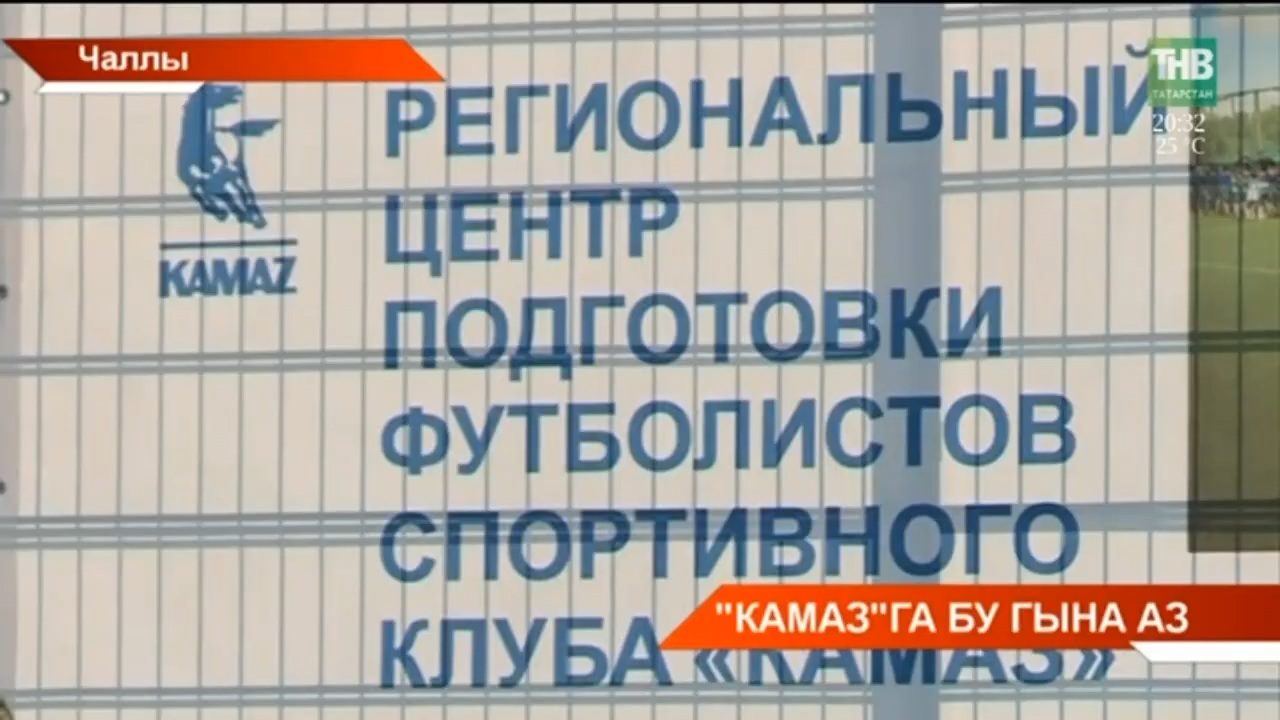 Чаллы
ТНВ
ТАТАРСТАН
20:32
25 °C
KAMAZ
РЕГИОНАЛЬНЫЙ
ЦЕНТР
ПОДГОТОВКИ
ФУТБОЛИСТОВ
СПОРТИВНОГО
КЛУБА «КАМАЗ»
"КАМАЗ"ГА БУ ГЫНА АЗ